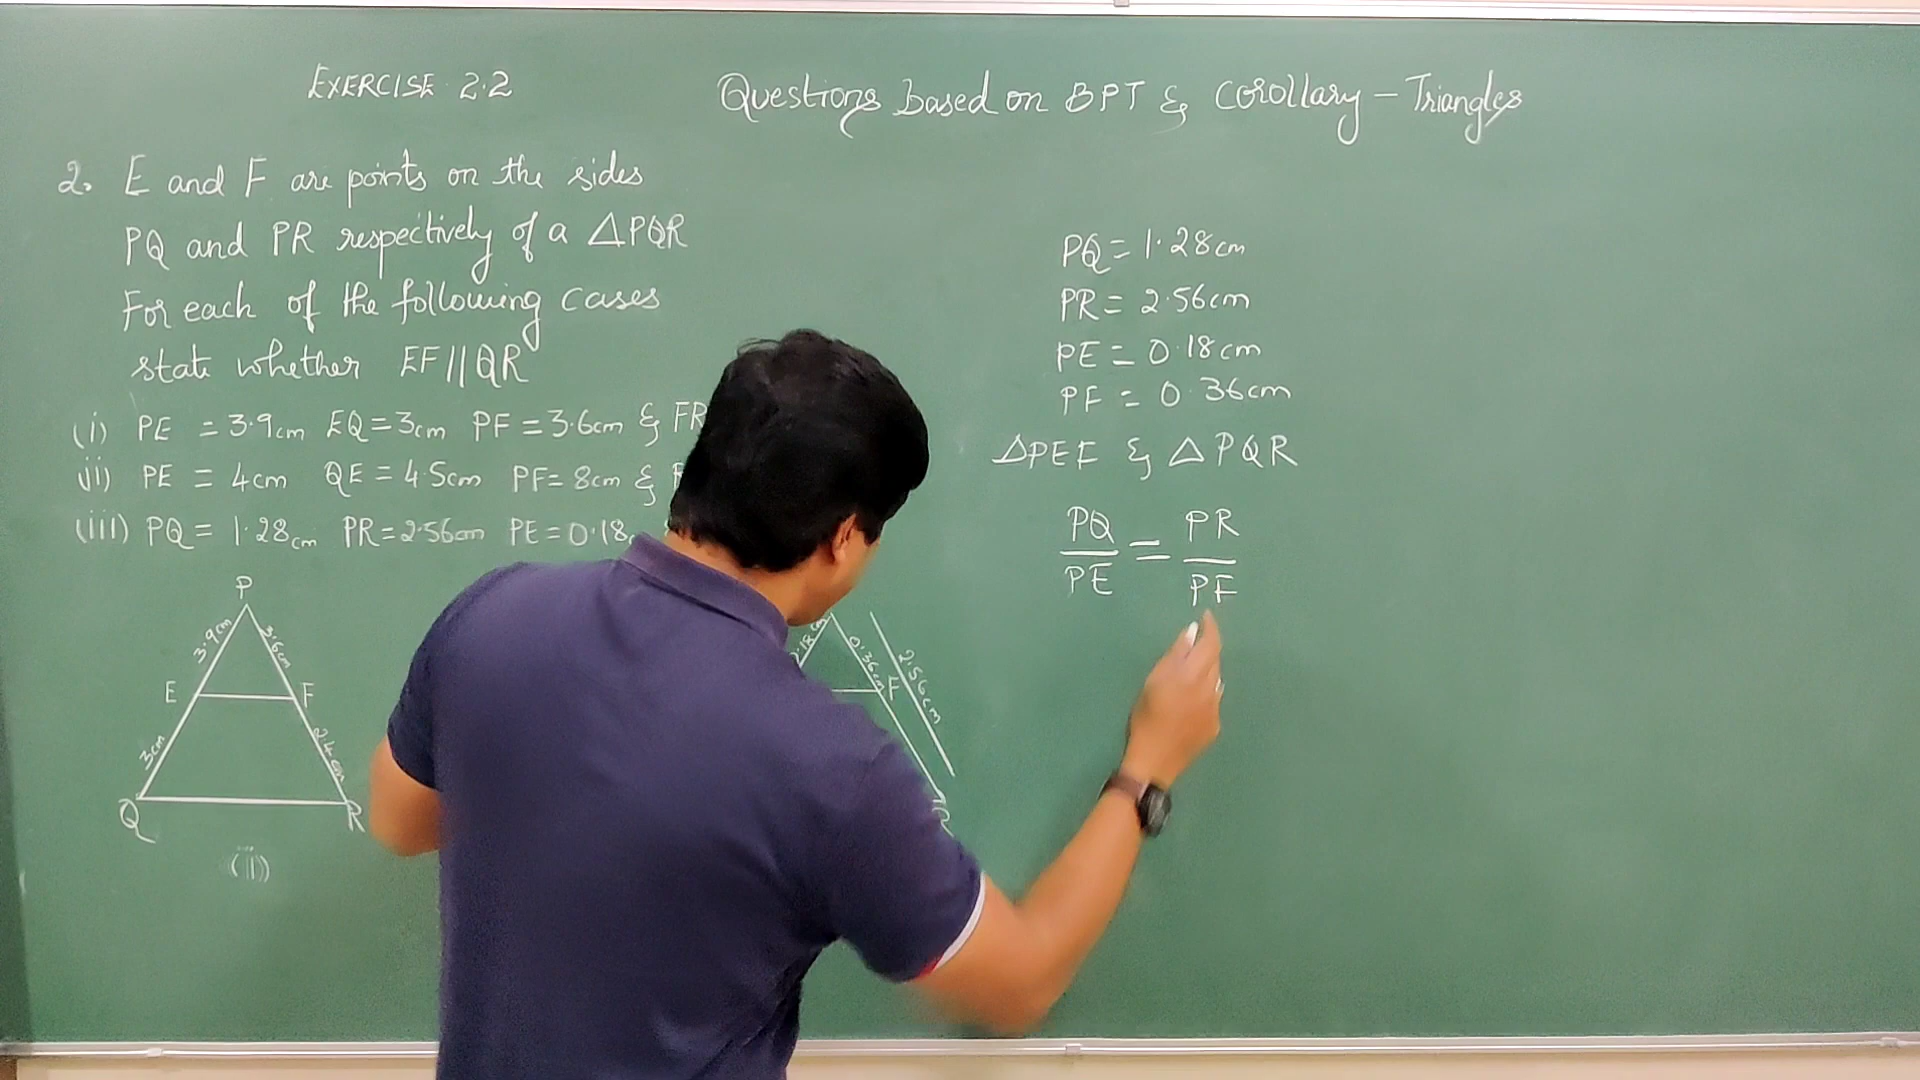 EXERCISE 2.2
Questions based on BPT & corollary – Triangles
2. E and F are points on the sides
PQ and PR respectively of a △PQR
For each of the following cases
state whether EF||QR
(i) PE = 3.9cm EQ=3cm PF=3.6cm & FR
(ii) PE = 4cm QE = 4.5cm PF=8cm &
(iii) PQ = 1.28cm PR=2.56cm PE=0.18
P
3.9cm
3.6cm
E
F
3cm
2.4cm
Q
R
(ii)
0.36cm
2.56cm
F
R
PQ = 1.28cm
PR = 2.56cm
PE = 0.18cm
PF = 0.36cm
△PEF & △PQR
PQ/PE = PR/PF